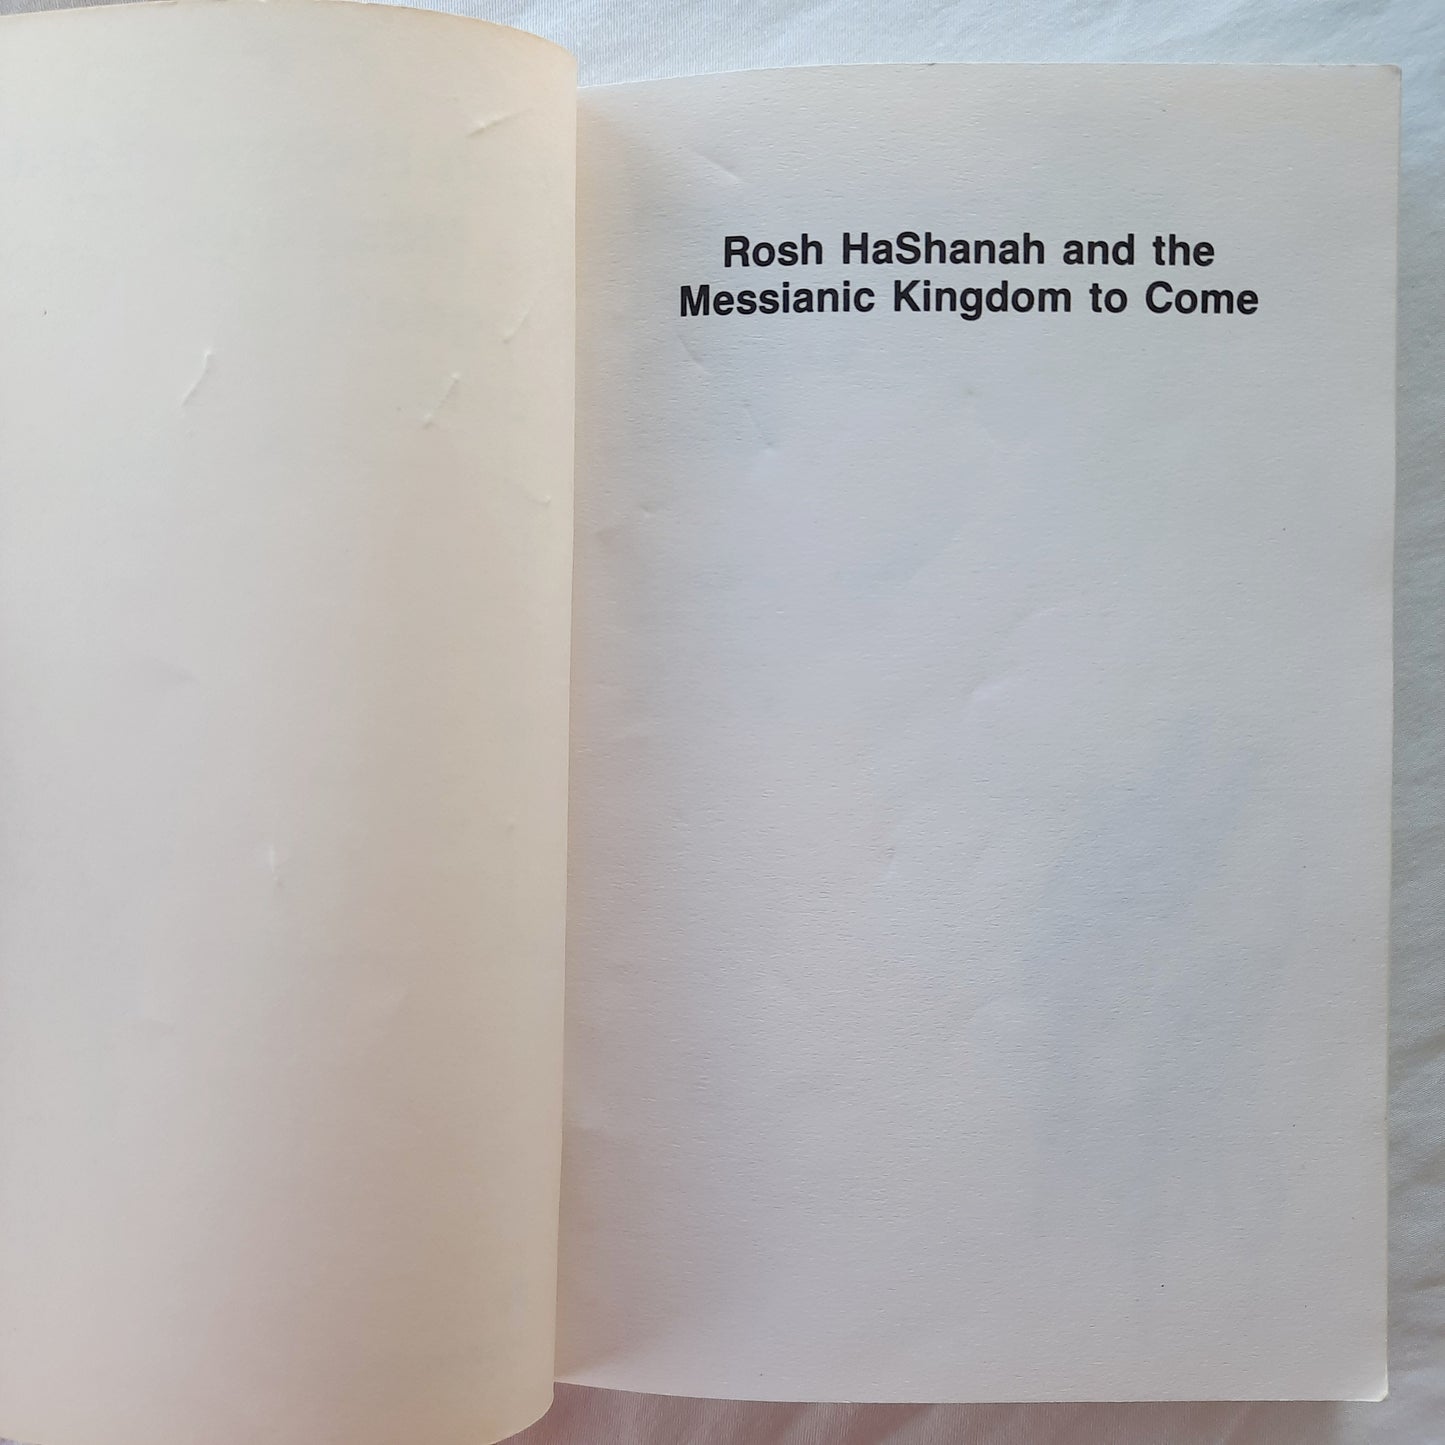 Rosh HaShanah and the
Messianic Kingdom to Come